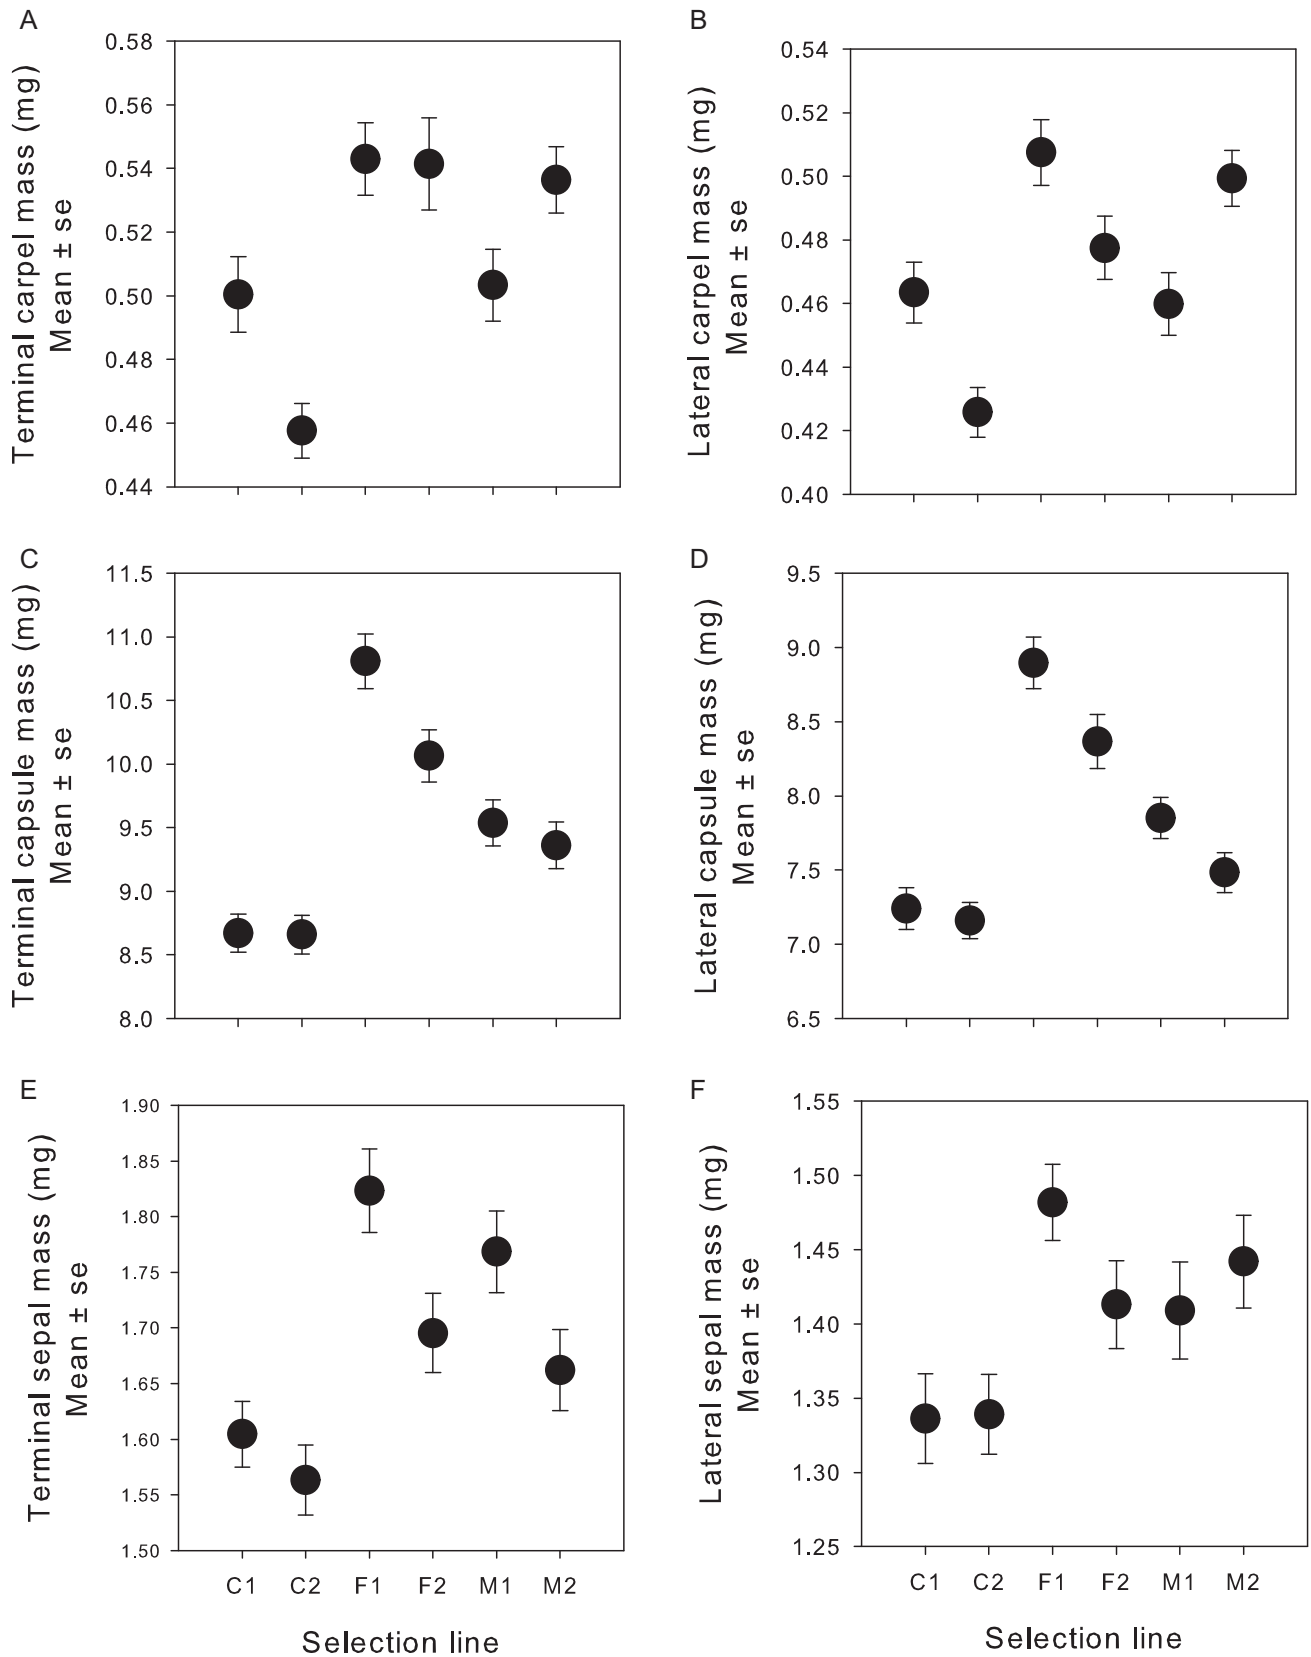 A
Terminal carpel mass (mg)
Mean ± se
0.58
0.56
0.54
0.52
0.50
0.48
0.46
0.44
B
Lateral carpel mass (mg)
Mean ± se
0.54
0.52
0.50
0.48
0.46
0.44
0.42
0.40
C
Terminal capsule mass (mg)
Mean ± se
11.5
11.0
10.5
10.0
9.5
9.0
8.5
8.0
D
Lateral capsule mass (mg)
Mean ± se
9.5
9.0
8.5
8.0
7.5
7.0
6.5
E
Terminal sepal mass (mg)
Mean ± se
1.90
1.85
1.80
1.75
1.70
1.65
1.60
1.55
1.50
C1 C2 F1 F2 M1 M2
Selection line
F
Lateral sepal mass (mg)
Mean ± se
1.55
1.50
1.45
1.40
1.35
1.30
1.25
C1 C2 F1 F2 M1 M2
Selection line